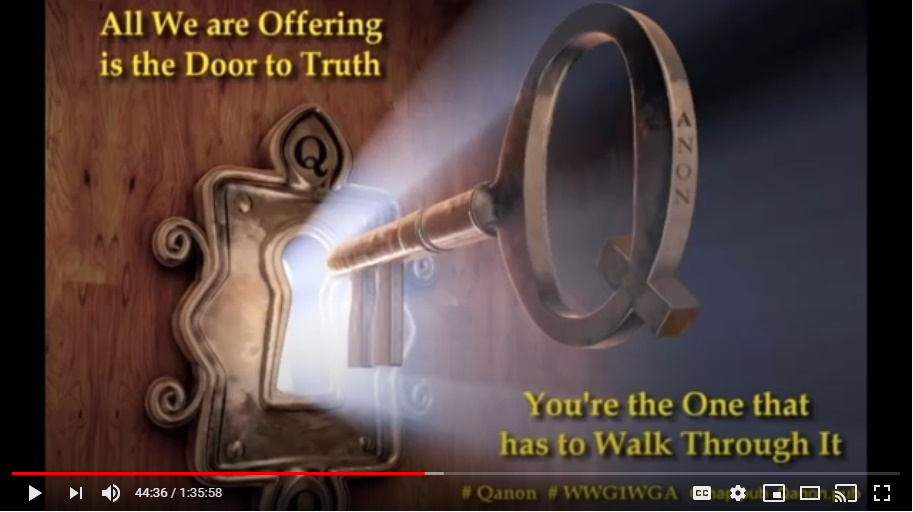 All We are Offering
is the Door to Truth
Q
ANON
You're the One that
has to Walk Through It
# Qanon # WWG1WGA
CC
44:36 / 1:35:58